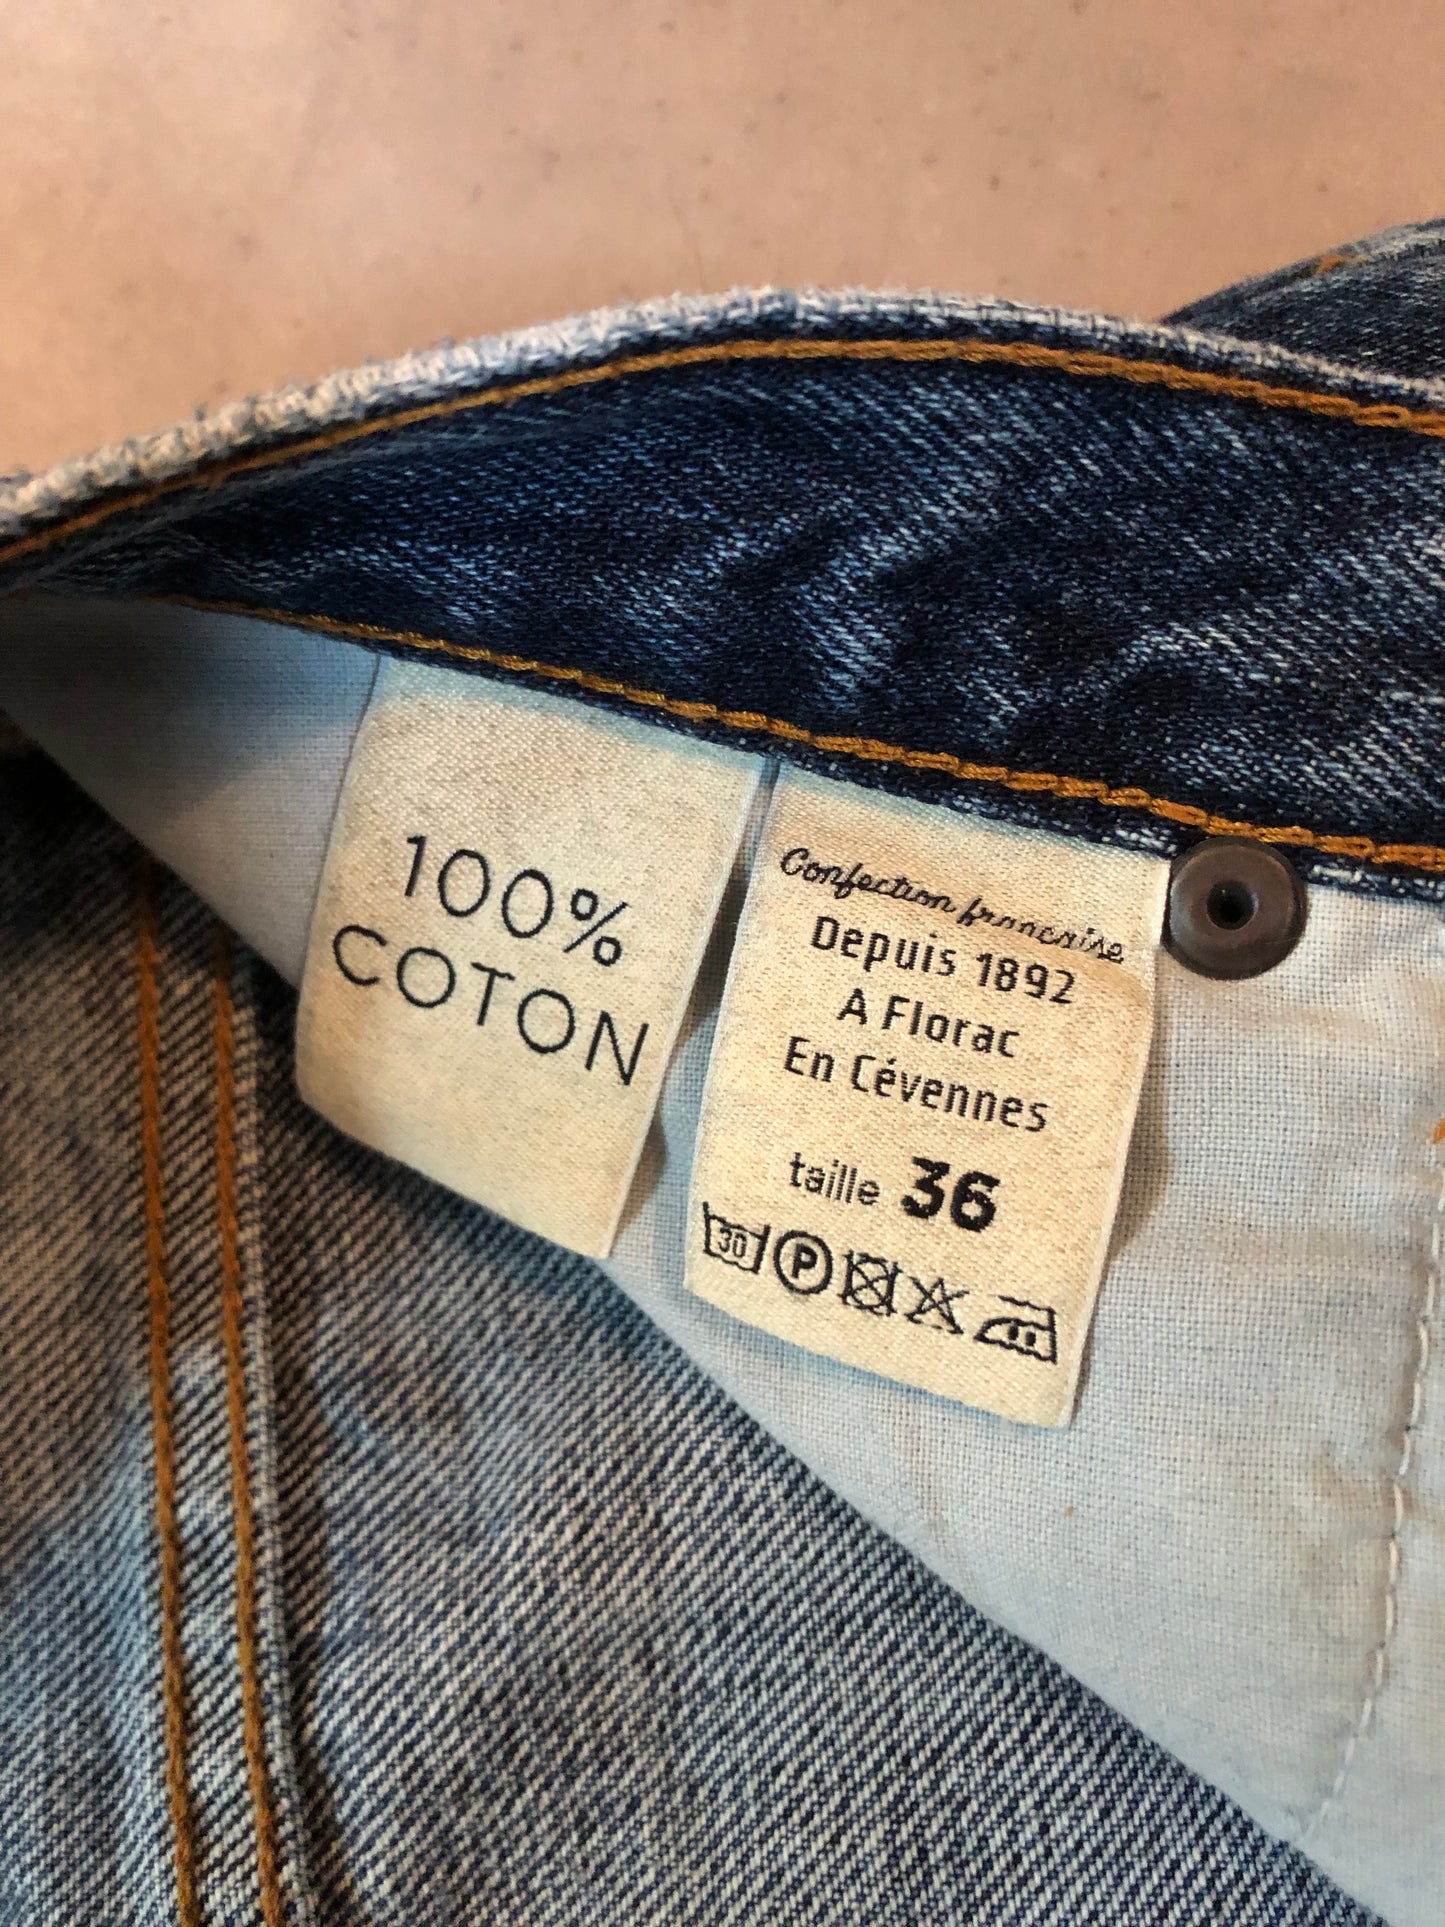 100%
COTON
Confection française
Depuis 1892
A Florac
En Cévennes
taille 36
30 P